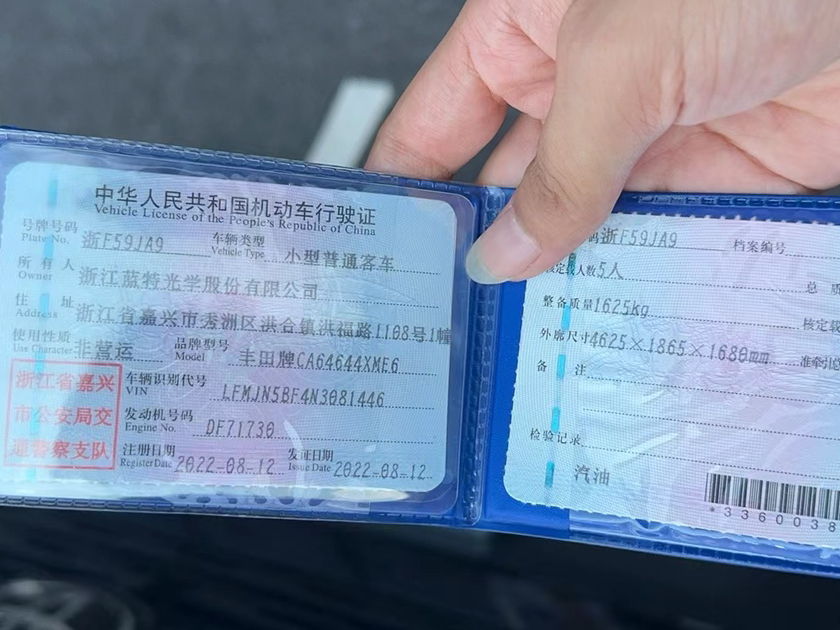 中华人民共和国机动车行驶证
Vehicle License of the People's Republic of China
号牌号码 浙F59JA9 车辆类型 小型普通客车
Plate No. Vehicle Type
所有人 浙江蓝特光学股份有限公司
Owner
住址 浙江省嘉兴市秀洲区洪合镇洪福路1108号1幢
Address
使用性质 非营运 品牌型号 丰田牌CA64644XME6
Use Character Model
浙江省嘉兴
市公安局交
通警察支队
车辆识别代号 LFMJN5BF4N3081446
VIN
发动机号码 DF71730
Engine No.
注册日期 2022-08-12 发证日期 2022-08-12
Register Date Issue Date
码 浙F59JA9 档案编号
核定载人数 5人 总质
整备质量 1625kg 核定载
外廓尺寸 4625×1865×1680mm 准牵引总
备注
检验记录
汽油
*3360038